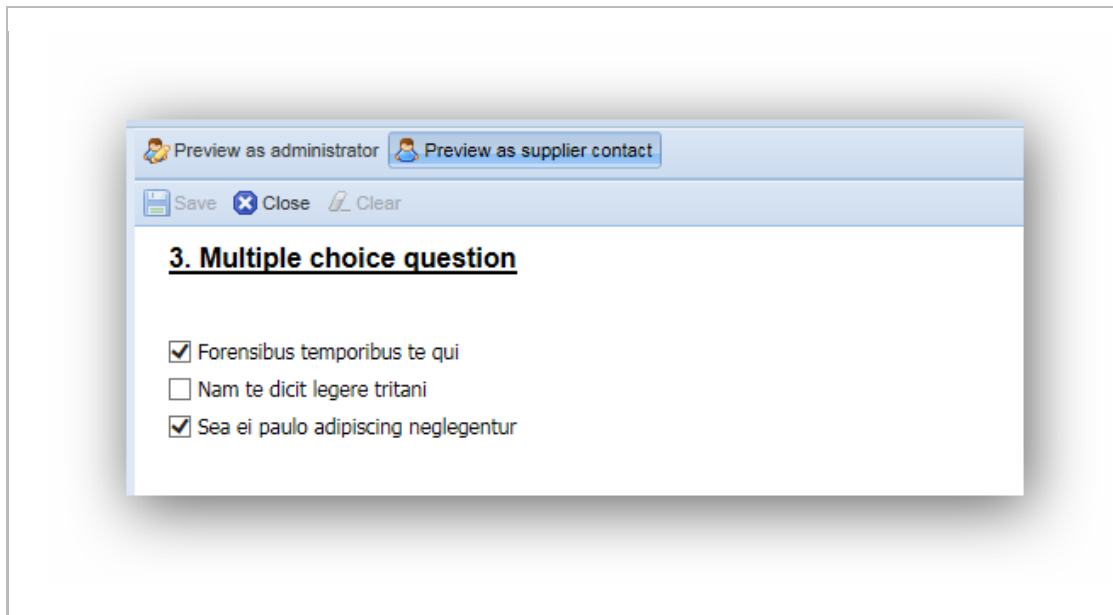 Preview as administrator Preview as supplier contact
Save Close Clear
3. Multiple choice question
Forensibus temporibus te qui
Nam te dicit legere tritani
Sea ei paulo adipiscing neglegentur